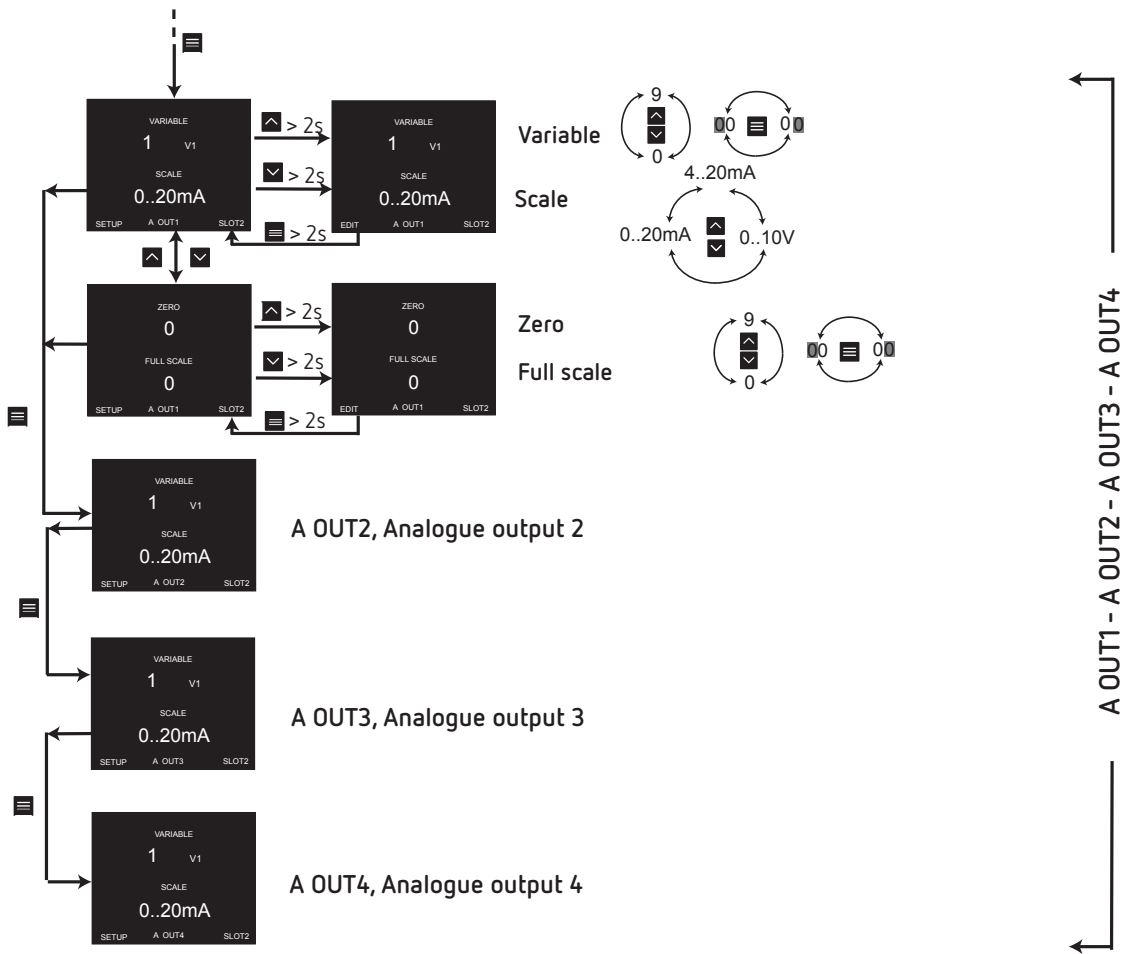 VARIABLE
1 V1
SCALE
0..20mA
SETUP A OUT1 SLOT2
> 2s
> 2s
> 2s
VARIABLE
1 V1
SCALE
0..20mA
EDIT A OUT1 SLOT2
Variable
9
0
00 00
Scale
4..20mA
0..20mA 0..10V
ZERO
0
FULL SCALE
0
SETUP A OUT1 SLOT2
> 2s
> 2s
> 2s
ZERO
0
FULL SCALE
0
EDIT A OUT1 SLOT2
Zero
Full scale
9
0
00 00
VARIABLE
1 V1
SCALE
0..20mA
SETUP A OUT2 SLOT2
A OUT2, Analogue output 2
VARIABLE
1 V1
SCALE
0..20mA
SETUP A OUT3 SLOT2
A OUT3, Analogue output 3
VARIABLE
1 V1
SCALE
0..20mA
SETUP A OUT4 SLOT2
A OUT4, Analogue output 4
A OUT1 - A OUT2 - A OUT3 - A OUT4